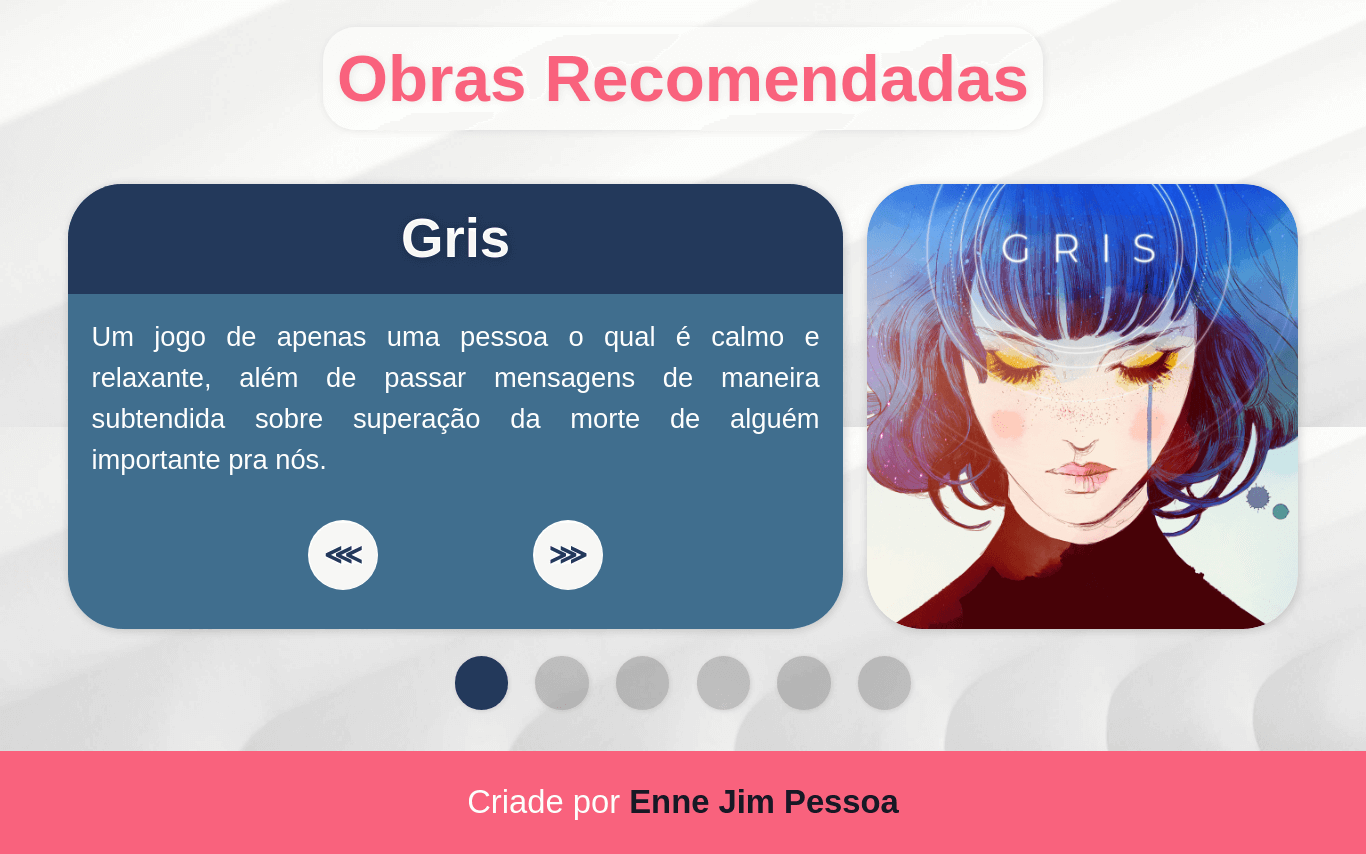 Obras Recomendadas
Gris
Um jogo de apenas uma pessoa o qual é calmo e
relaxante, além de passar mensagens de maneira
subtendida sobre superação da morte de alguém
importante pra nós.
⋘ ⋙
GRIS
Criade por Enne Jim Pessoa